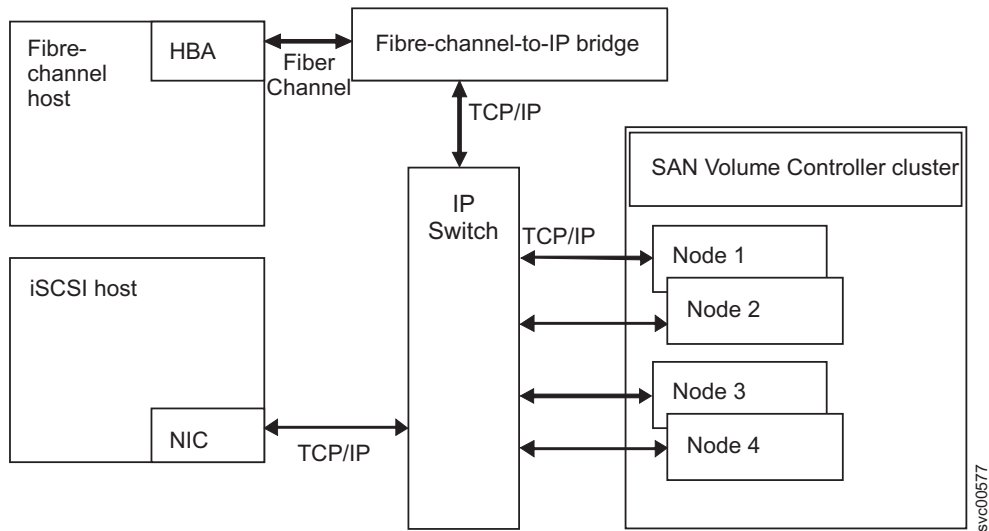 Fibre-
channel
host
HBA
Fiber
Channel
Fibre-channel-to-IP bridge
TCP/IP
SAN Volume Controller cluster
IP
Switch
TCP/IP
Node 1
Node 2
iSCSI host
Node 3
NIC
TCP/IP
Node 4
svc00577